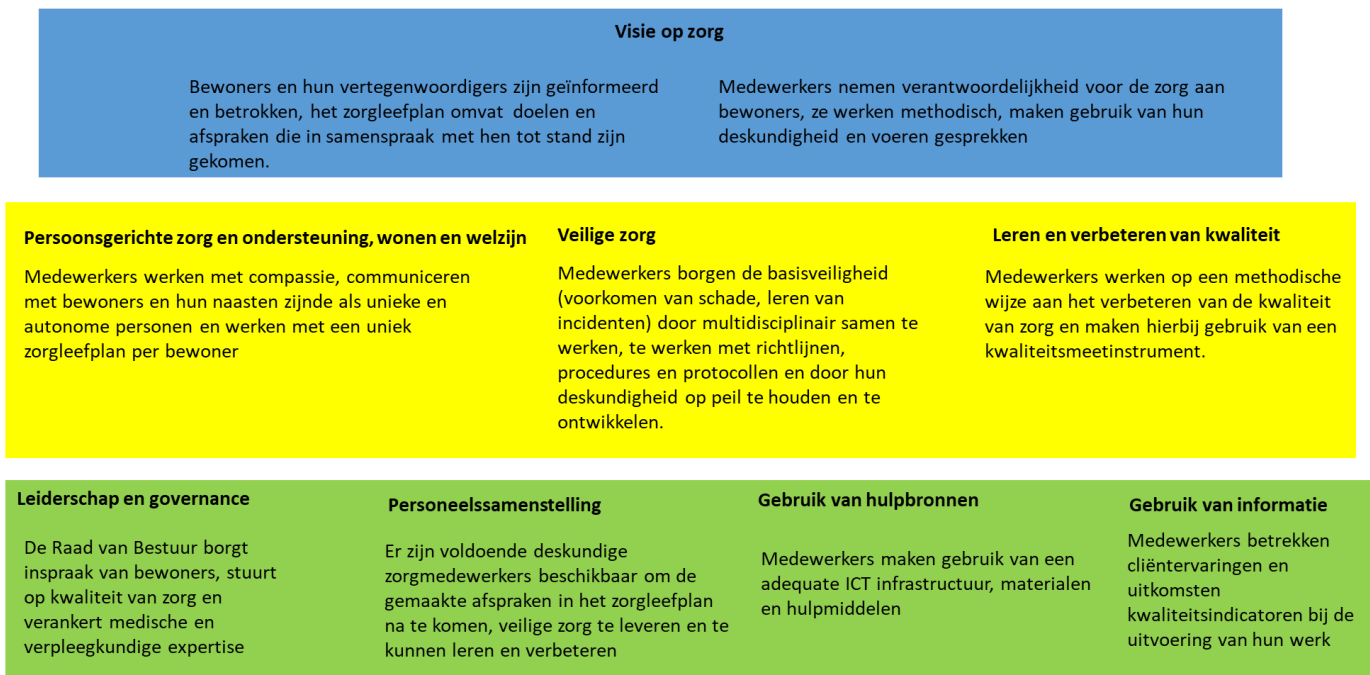 Visie op zorg
Bewoners en hun vertegenwoordigers zijn geïnformeerd
en betrokken, het zorgleefplan omvat doelen en
afspraken die in samenspraak met hen tot stand zijn
gekomen.
Medewerkers nemen verantwoordelijkheid voor de zorg aan
bewoners, ze werken methodisch, maken gebruik van hun
deskundigheid en voeren gesprekken
Persoonsgerichte zorg en ondersteuning, wonen en welzijn
Medewerkers werken met compassie, communiceren
met bewoners en hun naasten zijnde als unieke en
autonome personen en werken met een uniek
zorgleefplan per bewoner
Veilige zorg
Medewerkers borgen de basisveiligheid
(voorkomen van schade, leren van
incidenten) door multidisciplinair samen te
werken, te werken met richtlijnen,
procedures en protocollen en door hun
deskundigheid op peil te houden en te
ontwikkelen.
Leren en verbeteren van kwaliteit
Medewerkers werken op een methodische
wijze aan het verbeteren van de kwaliteit
van zorg en maken hierbij gebruik van een
kwaliteitsmeetinstrument.
Leiderschap en governance
De Raad van Bestuur borgt
inspraak van bewoners, stuurt
op kwaliteit van zorg en
verankert medische en
verpleegkundige expertise
Personeelssamenstelling
Er zijn voldoende deskundige
zorgmedewerkers beschikbaar om de
gemaakte afspraken in het zorgleefplan
na te komen, veilige zorg te leveren en te
kunnen leren en verbeteren
Gebruik van hulpbronnen
Medewerkers maken gebruik van een
adequate ICT infrastructuur, materialen
en hulpmiddelen
Gebruik van informatie
Medewerkers betrekken
cliëntervaringen en
uitkomsten
kwaliteitsindicatoren bij de
uitvoering van hun werk